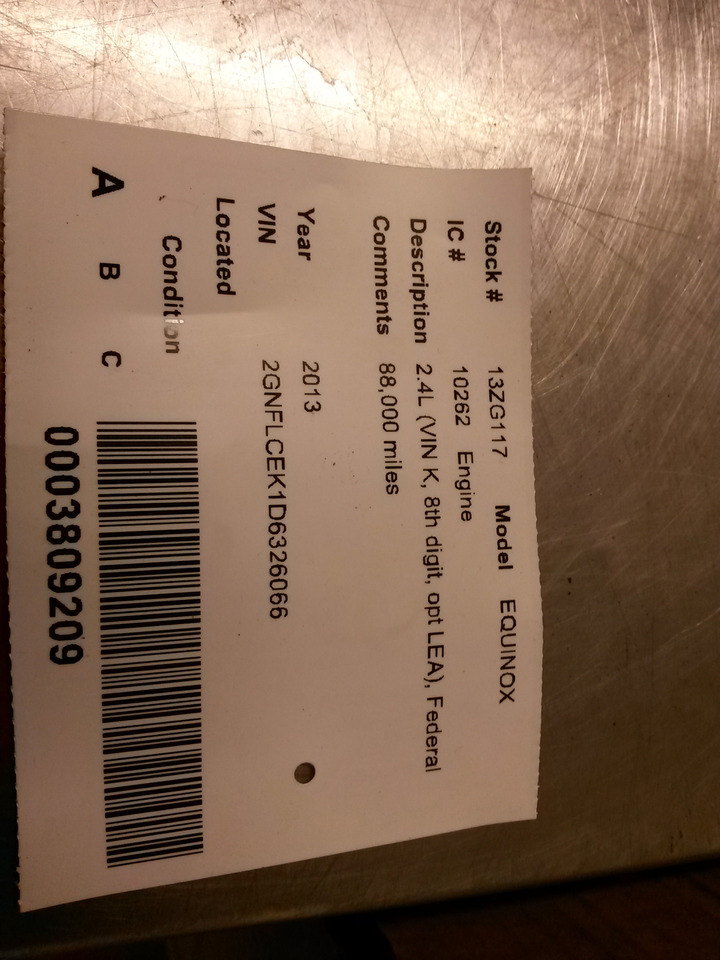 Stock # 13ZG117 Model EQUINOX
IC # 10262 Engine
Description 2.4L (VIN K, 8th digit, opt LEA), Federal
Comments 88,000 miles
Year 2013
VIN 2GNFLCEK1D6326066
Located
Condition
A B C
0003809209